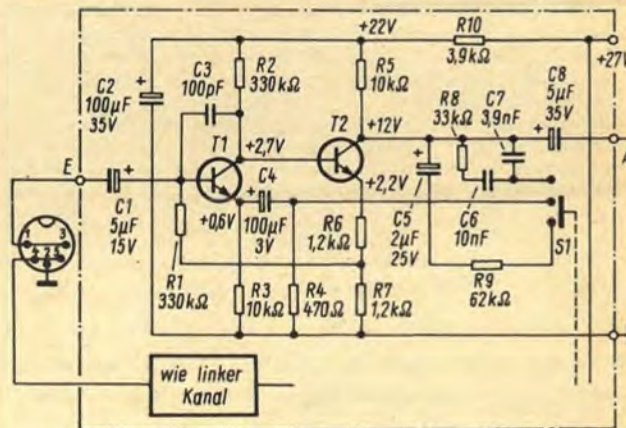 C2
100µF
35V
C3
100pF
R2
330kΩ
+22V
R5
10kΩ
R10
3,9kΩ
+27V
R8
33kΩ
C7
3,9nF
C8
5µF
35V
T1
+2,7V
T2
+12V
E
C1
5µF
15V
+0,6V
C4
100µF
3V
+2,2V
R6
1,2kΩ
C5
2µF
25V
C6
10nF
S1
1
3
2
R1
330kΩ
R3
10kΩ
R4
470Ω
R7
1,2kΩ
R9
62kΩ
wie linker
Kanal